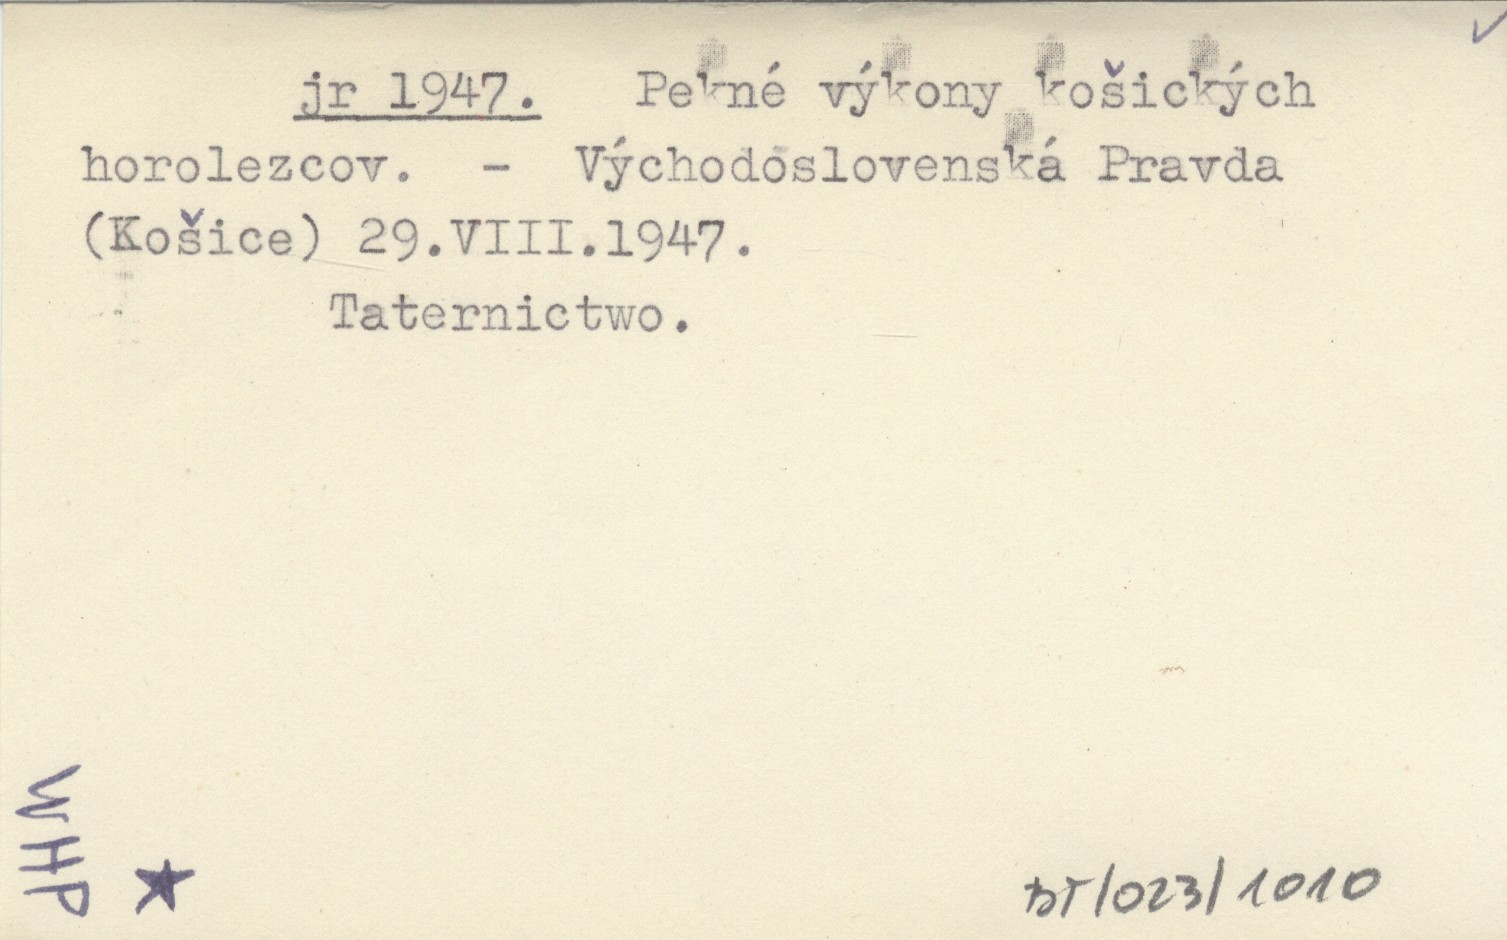 jr 1947. Pekné výkony košických
horolezcov. - Východoslovenská Pravda
(Košice) 29.VIII.1947.
Taternictwo.
WHP
BT/023/1010